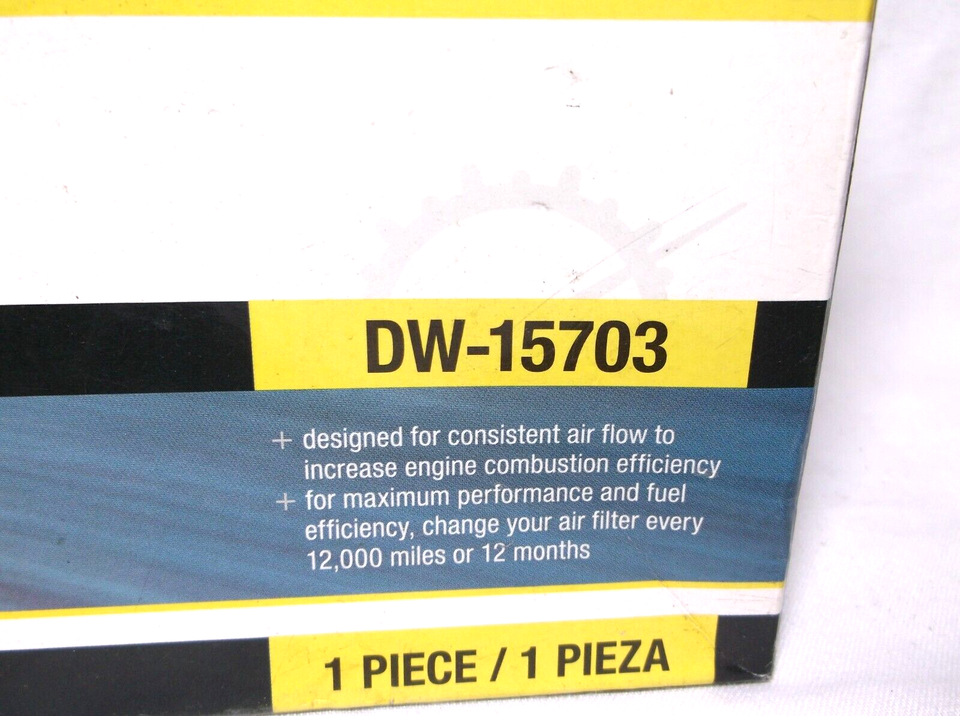 DW-15703
+ designed for consistent air flow to
increase engine combustion efficiency
+ for maximum performance and fuel
efficiency, change your air filter every
12,000 miles or 12 months
1 PIECE / 1 PIEZA